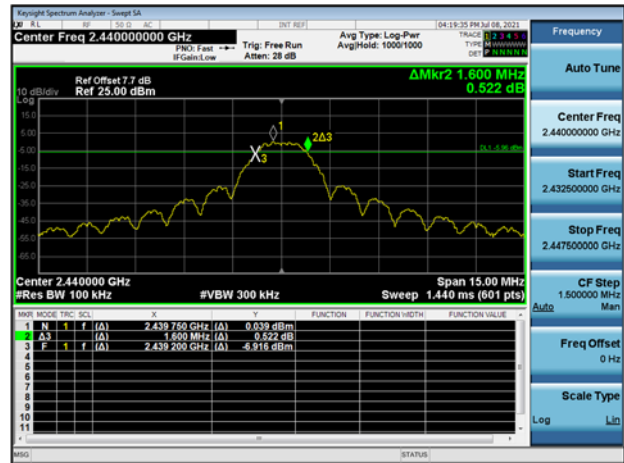 Keysight Spectrum Analyzer - Swept SA
RL RF 50 Ω AC INT REF 04:19:35 PM Jul 08, 2021
Center Freq 2.440000000 GHz
PNO: Fast
IFGain:Low
Trig: Free Run
Atten: 28 dB
Avg Type: Log-Pwr
Avg|Hold: 1000/1000
TRACE 1 2 3 4 5 6
TYPE M WWWWW
DET P N N N N N
Ref Offset 7.7 dB
Ref 25.00 dBm
ΔMkr2 1.600 MHz
0.522 dB
10 dB/div
Log
15.0
5.00
-5.00
-15.0
-25.0
-35.0
-45.0
-55.0
-65.0
1
2Δ3
3
DL1 -5.96 dBm
Center 2.440000 GHz
Span 15.00 MHz
#Res BW 100 kHz
#VBW 300 kHz
Sweep 1.440 ms (601 pts)
MKR MODE TRC SCL X Y FUNCTION FUNCTION WIDTH FUNCTION VALUE
1 N 1 f (Δ) 2.439 750 GHz (Δ) 0.039 dBm
2 Δ3 1.600 MHz 0.522 dB
3 F 1 f (Δ) 2.439 200 GHz (Δ) -6.916 dBm
4
5
6
7
8
9
10
11
MSG
STATUS
Frequency
Auto Tune
Center Freq
2.440000000 GHz
Start Freq
2.432500000 GHz
Stop Freq
2.447500000 GHz
CF Step
1.500000 MHz
Auto Man
Freq Offset
0 Hz
Scale Type
Log Lin